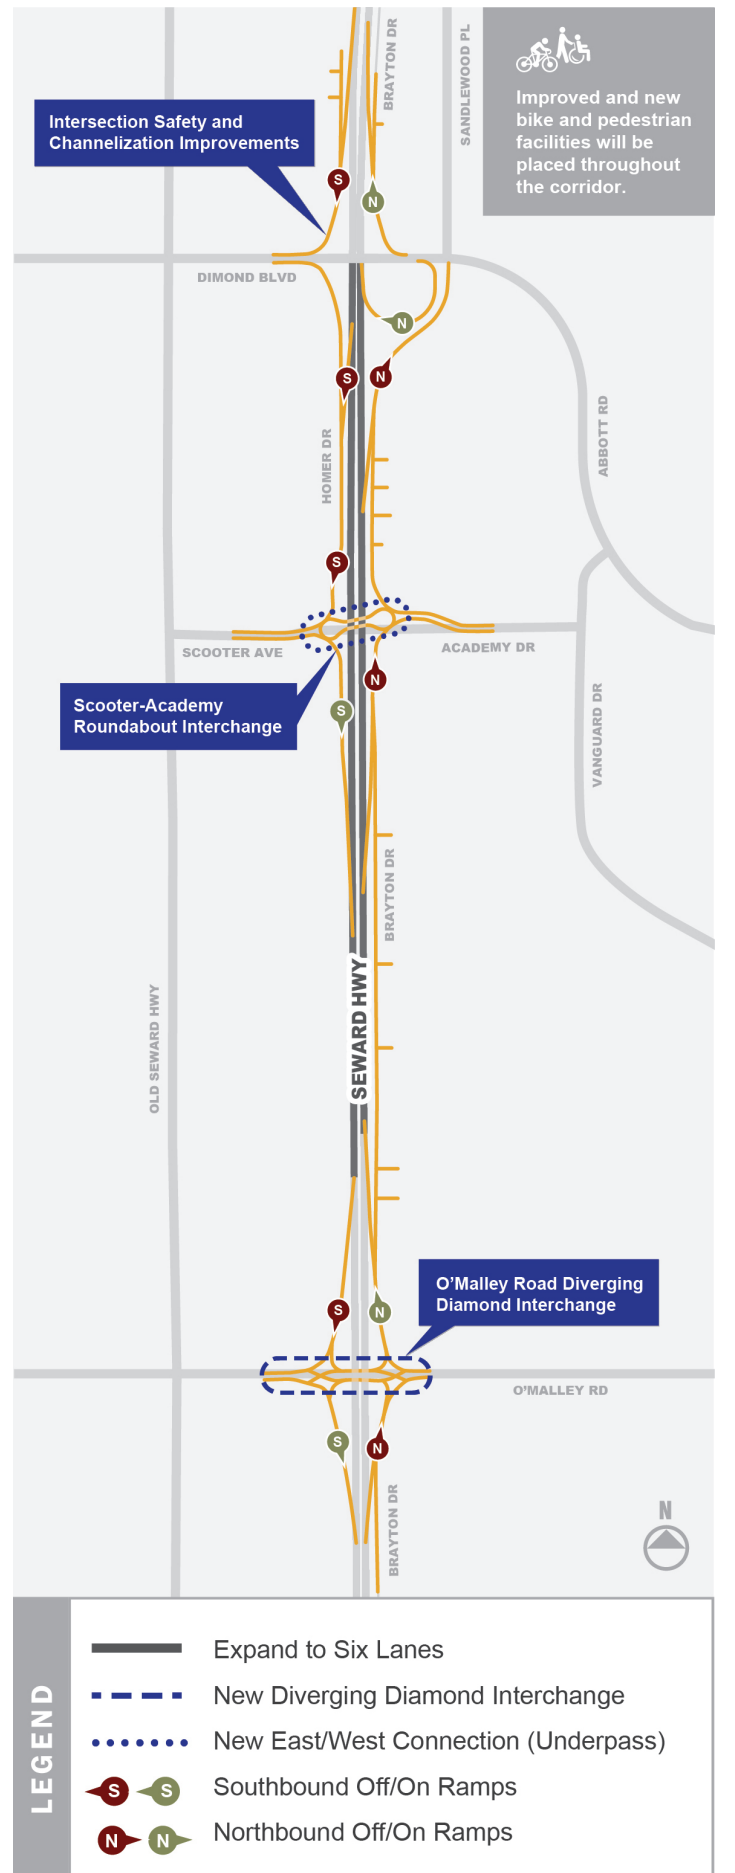 BRAYTON DR
SANDLEWOOD PL
Improved and new
bike and pedestrian
facilities will be
placed throughout
the corridor.
Intersection Safety and
Channelization Improvements
S
N
DIMOND BLVD
N
S
N
HOMER DR
ABBOTT RD
S
SCOOTER AVE
ACADEMY DR
N
Scooter-Academy
Roundabout Interchange
S
VANGUARD DR
BRAYTON DR
SEWARD HWY
OLD SEWARD HWY
O'Malley Road Diverging
Diamond Interchange
S
N
O'MALLEY RD
S
N
BRAYTON DR
N
LEGEND
Expand to Six Lanes
New Diverging Diamond Interchange
New East/West Connection (Underpass)
S S Southbound Off/On Ramps
N N Northbound Off/On Ramps